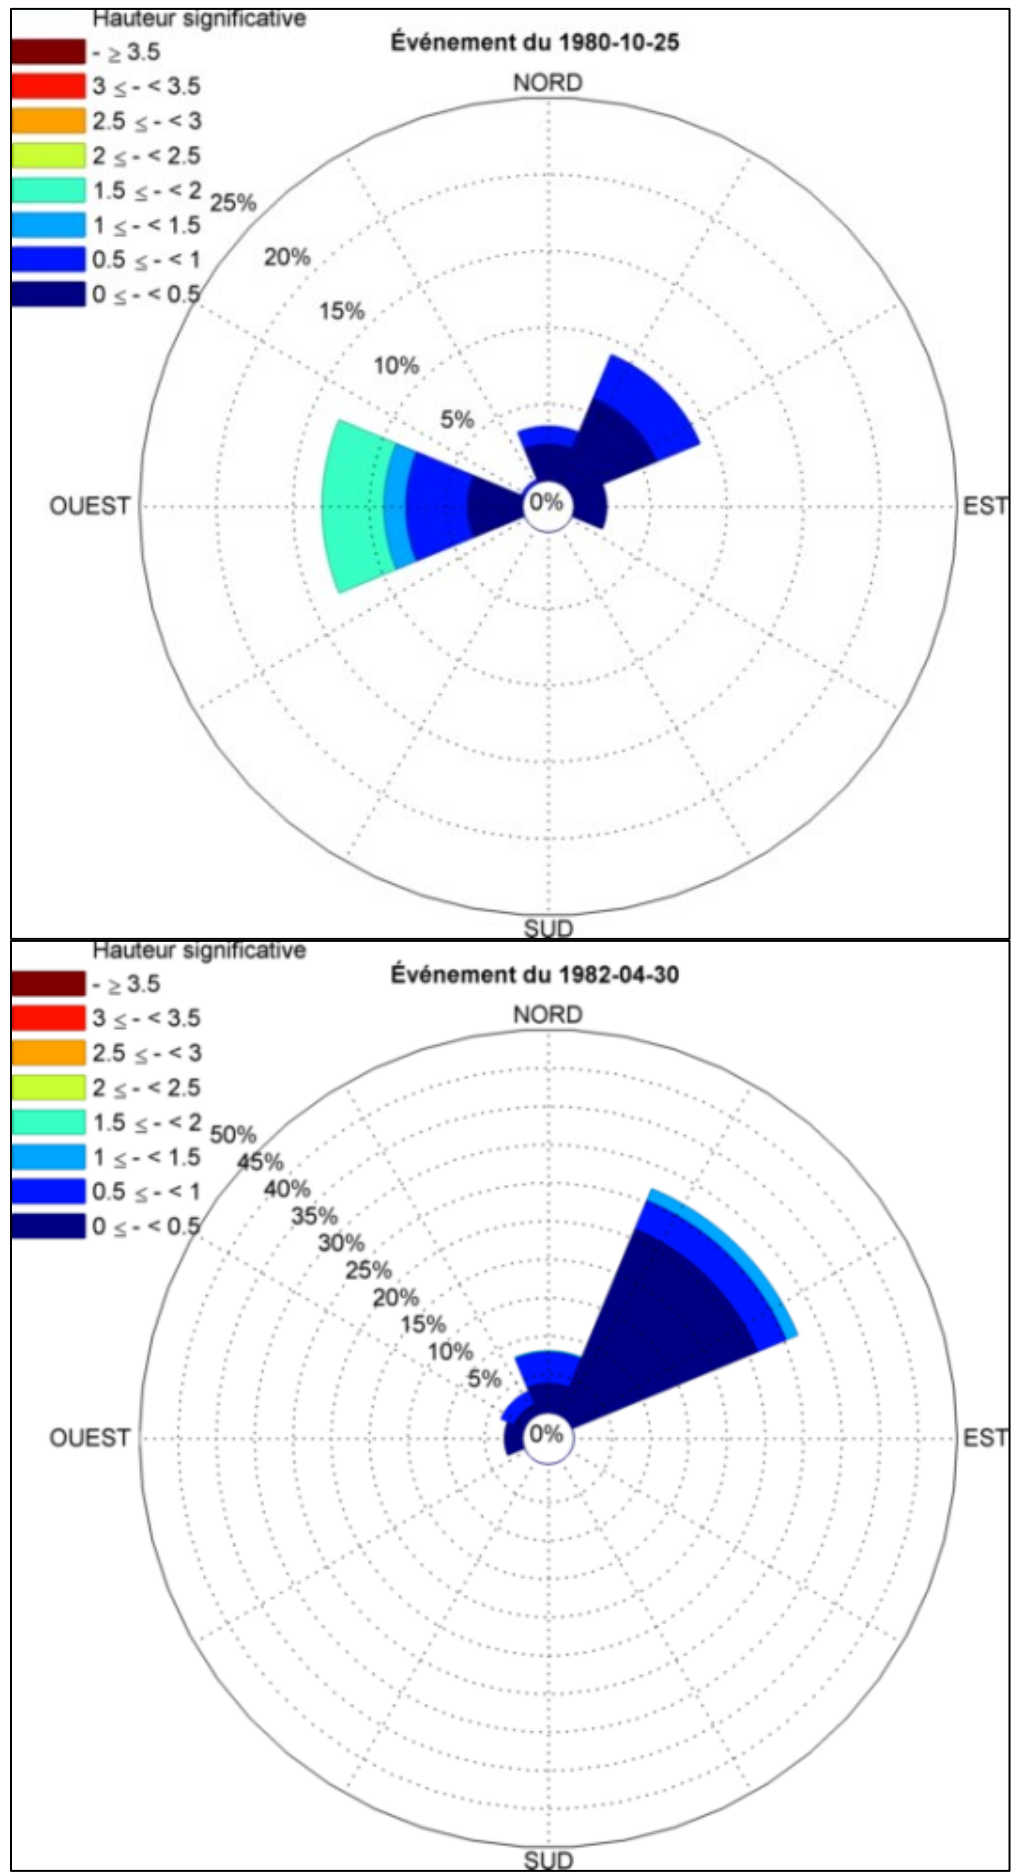 Hauteur significative
Événement du 1980-10-25
- ≥ 3.5
NORD
3 ≤ - < 3.5
2.5 ≤ - < 3
2 ≤ - < 2.5
1.5 ≤ - < 2
25%
1 ≤ - < 1.5
0.5 ≤ - < 1
20%
0 ≤ - < 0.5
15%
10%
5%
OUEST
0%
EST
SUD
Hauteur significative
Événement du 1982-04-30
- ≥ 3.5
NORD
3 ≤ - < 3.5
2.5 ≤ - < 3
2 ≤ - < 2.5
1.5 ≤ - < 2
50%
1 ≤ - < 1.5
45%
0.5 ≤ - < 1
40%
35%
0 ≤ - < 0.5
30%
25%
20%
15%
10%
5%
OUEST
0%
EST
SUD